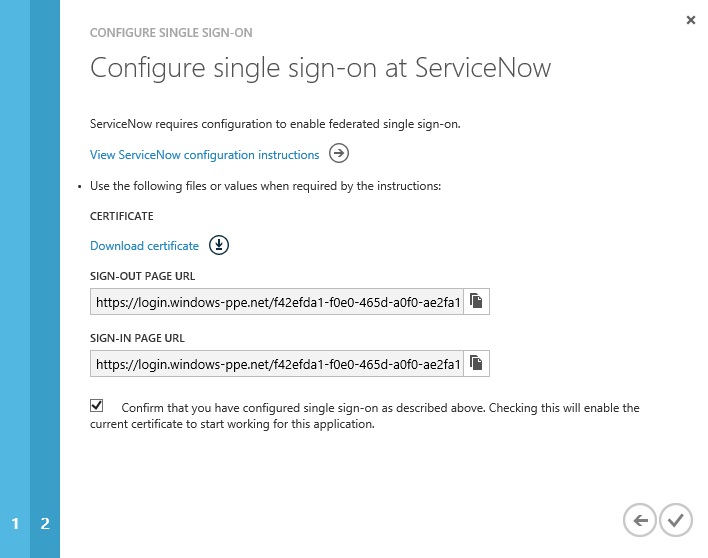 CONFIGURE SINGLE SIGN-ON
Configure single sign-on at ServiceNow
ServiceNow requires configuration to enable federated single sign-on.
View ServiceNow configuration instructions
• Use the following files or values when required by the instructions:
CERTIFICATE
Download certificate
SIGN-OUT PAGE URL
https://login.windows-ppe.net/f42efda1-f0e0-465d-a0f0-ae2fa1
SIGN-IN PAGE URL
https://login.windows-ppe.net/f42efda1-f0e0-465d-a0f0-ae2fa1
Confirm that you have configured single sign-on as described above. Checking this will enable the
current certificate to start working for this application.
1 2